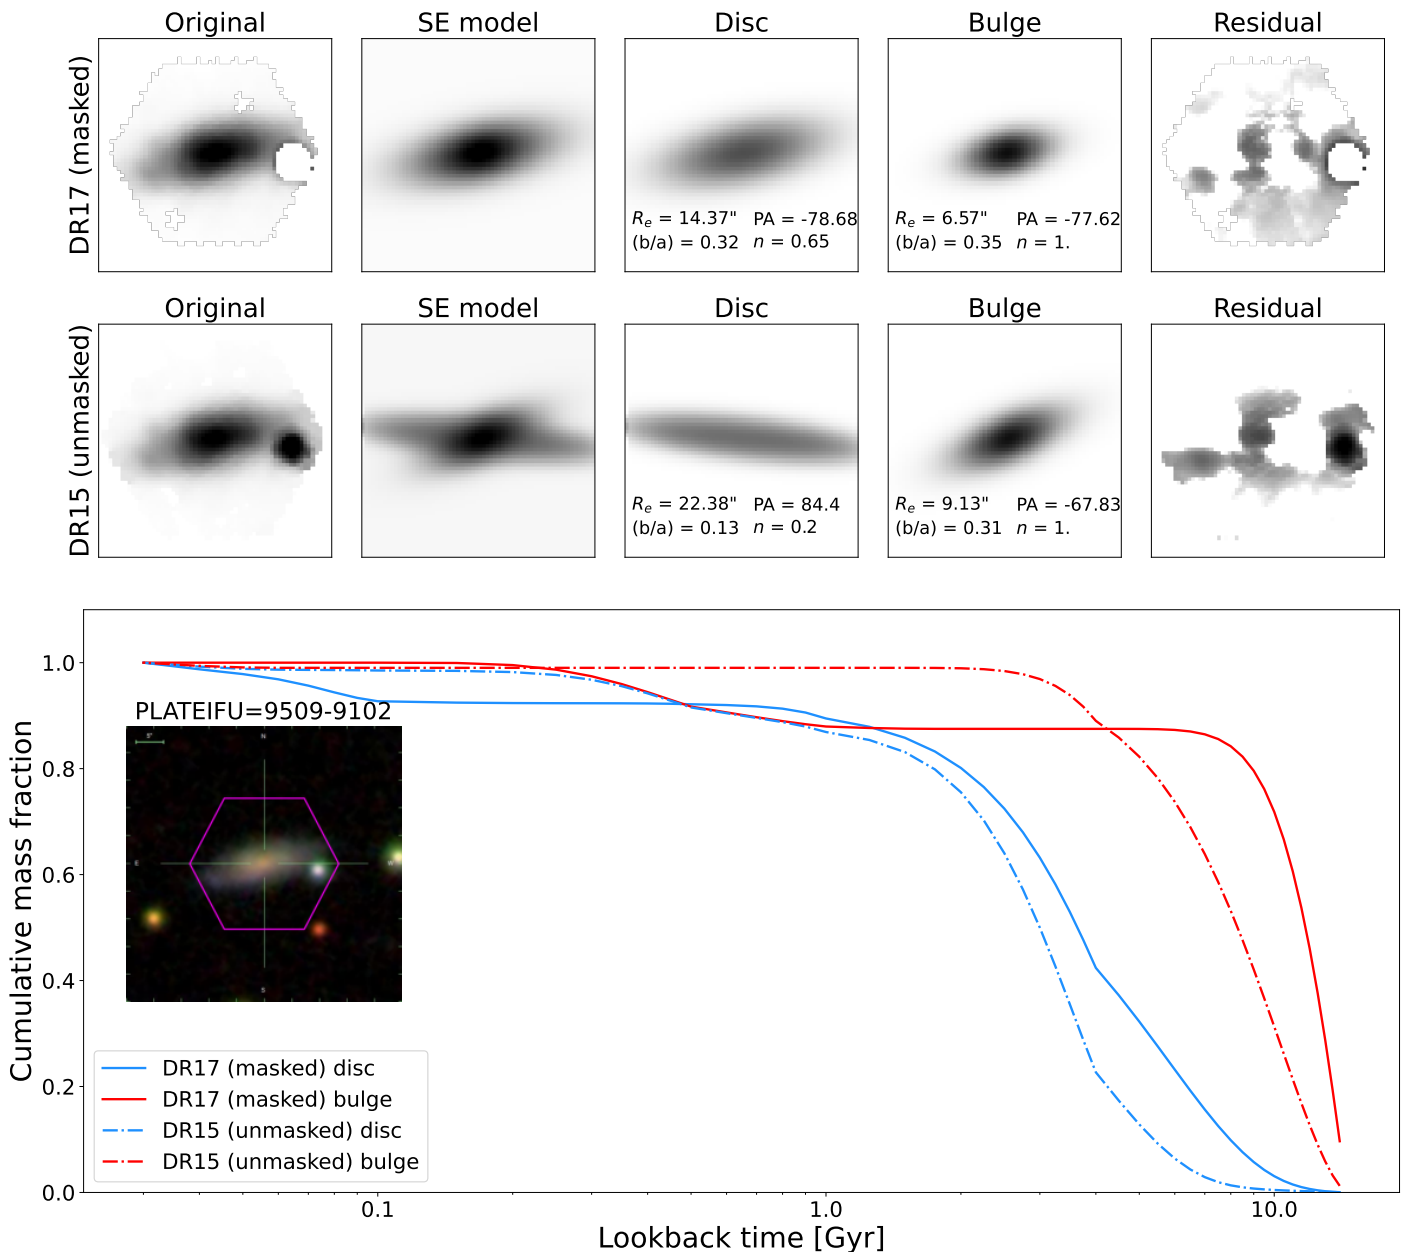 Original SE model Disc Bulge Residual
DR17 (masked)
R_e = 14.37" PA = -78.68
(b/a) = 0.32 n = 0.65
R_e = 6.57" PA = -77.62
(b/a) = 0.35 n = 1.
Original SE model Disc Bulge Residual
DR15 (unmasked)
R_e = 22.38" PA = 84.4
(b/a) = 0.13 n = 0.2
R_e = 9.13" PA = -67.83
(b/a) = 0.31 n = 1.
Cumulative mass fraction
1.0
0.8
0.6
0.4
0.2
0.0
PLATEIFU=9509-9102
5"
N
E
S
DR17 (masked) disc
DR17 (masked) bulge
DR15 (unmasked) disc
DR15 (unmasked) bulge
0.1 1.0 10.0
Lookback time [Gyr]